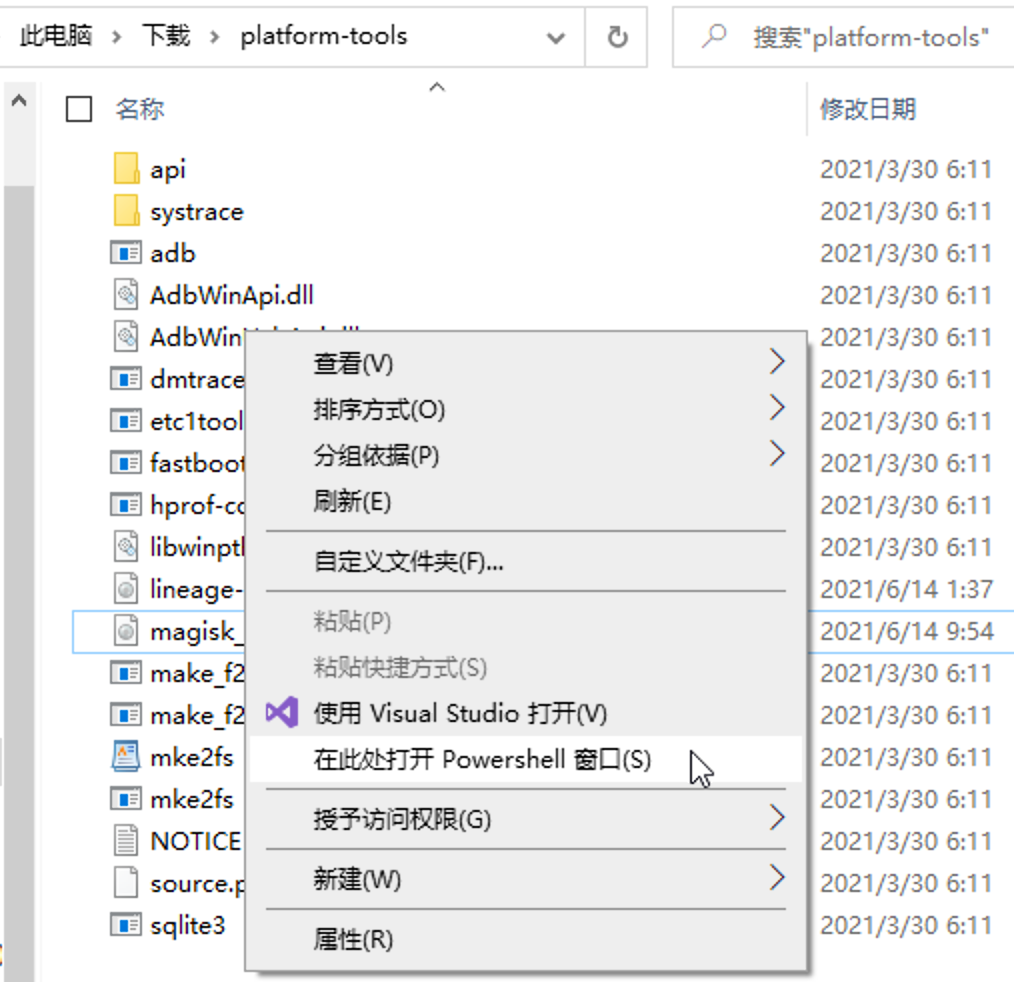 此电脑 › 下载 › platform-tools 搜索"platform-tools"
名称 修改日期
api 2021/3/30 6:11
systrace 2021/3/30 6:11
adb 2021/3/30 6:11
AdbWinApi.dll 2021/3/30 6:11
AdbWin 2021/3/30 6:11
dmtrace 2021/3/30 6:11
etc1tool 2021/3/30 6:11
fastboot 2021/3/30 6:11
hprof-co 2021/3/30 6:11
libwinpth 2021/3/30 6:11
lineage- 2021/6/14 1:37
magisk_ 2021/6/14 9:54
make_f2 2021/3/30 6:11
make_f2 2021/3/30 6:11
mke2fs 2021/3/30 6:11
mke2fs 2021/3/30 6:11
NOTICE 2021/3/30 6:11
source.p 2021/3/30 6:11
sqlite3 2021/3/30 6:11
查看(V)
排序方式(O)
分组依据(P)
刷新(E)
自定义文件夹(F)...
粘贴(P)
粘贴快捷方式(S)
使用 Visual Studio 打开(V)
在此处打开 Powershell 窗口(S)
授予访问权限(G)
新建(W)
属性(R)